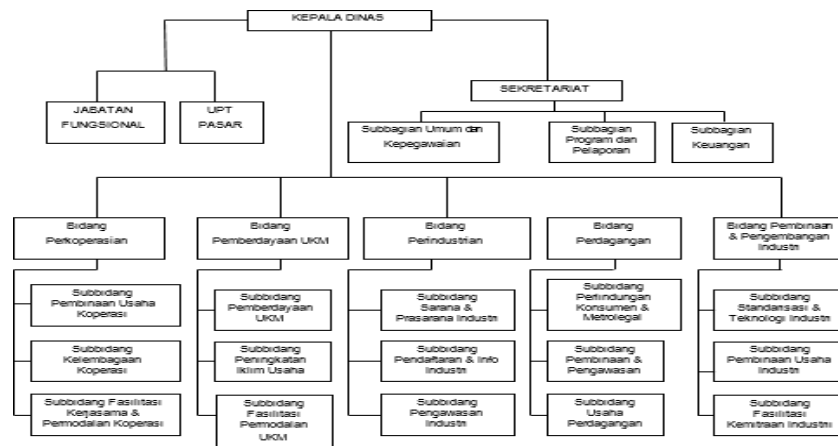 KEPALA DINAS
SEKRETARIAT
JABATAN
FUNGSIONAL
UPT
PASAR
Subbagian Umum dan
Kepegawaian
Subbagian
Program dan
Pelaporan
Subbagian
Keuangan
Bidang
Perkoperasian
Bidang
Pemberdayaan UKM
Bidang
Perindustrian
Bidang
Perdagangan
Bidang Pembinaan
& Pengembangan
Industri
Subbidang
Pembinaan Usaha
Koperasi
Subbidang
Kelembagaan
Koperasi
Subbidang Fasilitasi
Kerjasama &
Permodalan Koperasi
Subbidang
Pemberdayaan
UKM
Subbidang
Peningkatan
Iklim Usaha
Subbidang
Fasilitasi
Permodalan
UKM
Subbidang
Sarana &
Prasarana Industri
Subbidang
Pendaftaran & Info
Industri
Subbidang
Pengawasan
Industri
Subbidang
Perlindungan
Konsumen &
Metrolegal
Subbidang
Pembinaan &
Pengawasan
Subbidang
Usaha
Perdagangan
Subbidang
Standarisasi &
Teknologi Industri
Subbidang
Pembinaan Usaha
Industri
Subbidang
Fasilitasi
Kemitraan Industri